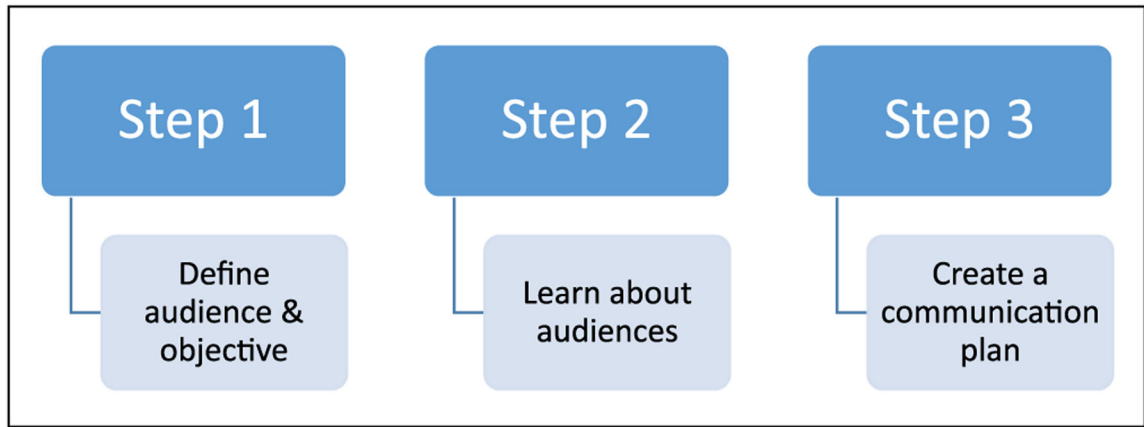 Step 1
Define
audience &
objective
Step 2
Learn about
audiences
Step 3
Create a
communication
plan